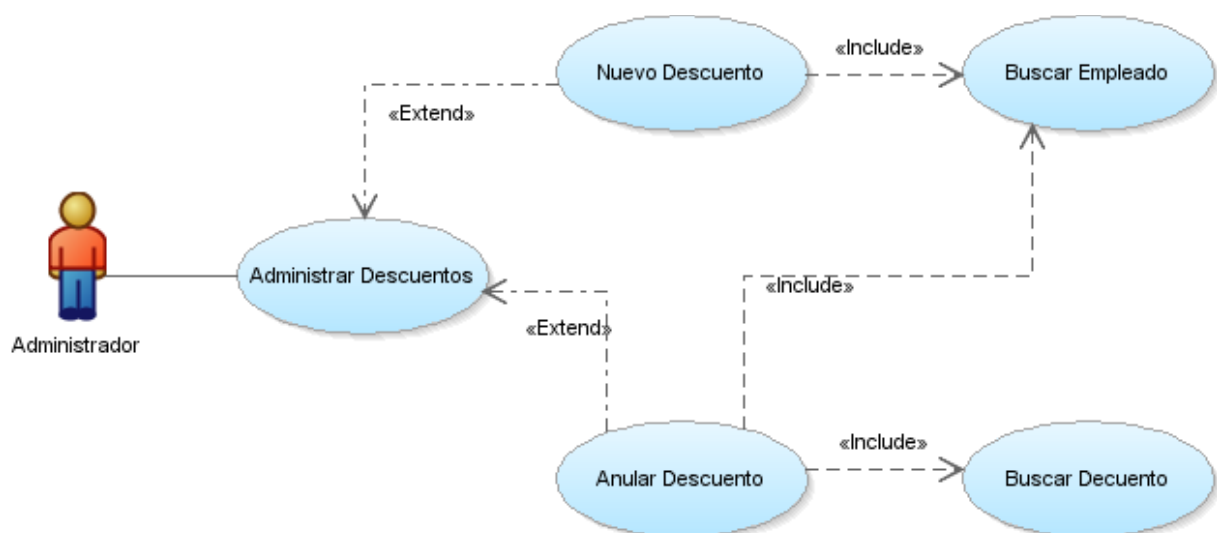 Nuevo Descuento
«Include»
Buscar Empleado
«Extend»
Administrar Descuentos
«Include»
«Extend»
Administrador
«Include»
Anular Descuento
Buscar Decuento